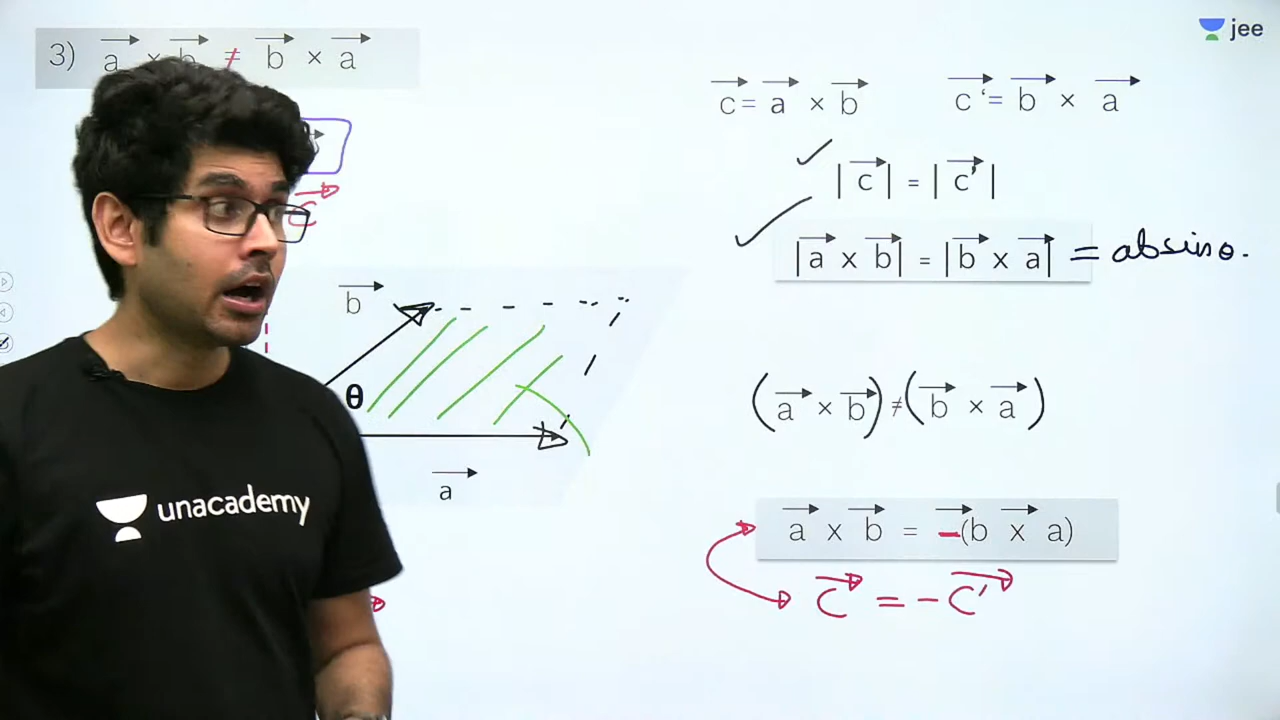 jee
3) a × b ≠ b × a
c = a × b
c' = b × a
| c | = | c' |
| a × b | = | b × a | = absinθ.
b
θ
a
(a × b) ≠ (b × a)
a × b = -(b × a)
c = - c'
c
unacademy